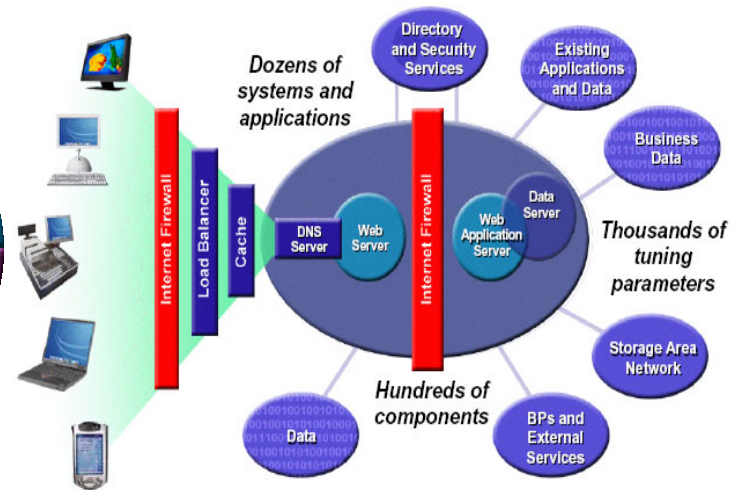 Directory
and Security
Services
Dozens of
systems and
applications
Existing
Applications
and Data
Business
Data
Internet Firewall
Load Balancer
Cache
DNS
Server
Web
Server
Internet Firewall
Web
Application
Server
Data
Server
Thousands of
tuning
parameters
Storage Area
Network
Hundreds of
components
Data
BPs and
External
Services